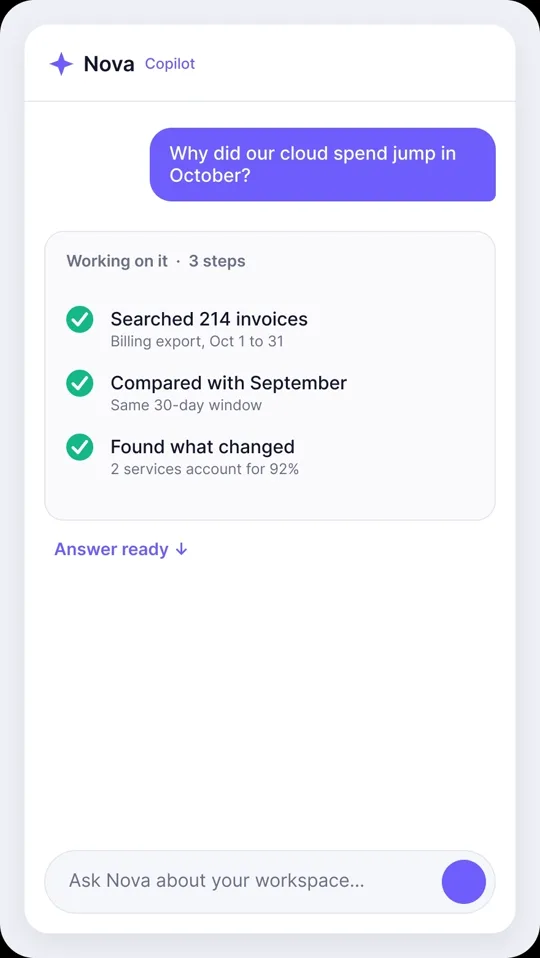 Nova Copilot
Why did our cloud spend jump in
October?
Working on it · 3 steps
Searched 214 invoices
Billing export, Oct 1 to 31
Compared with September
Same 30-day window
Found what changed
2 services account for 92%
Answer ready ↓
Ask Nova about your workspace...